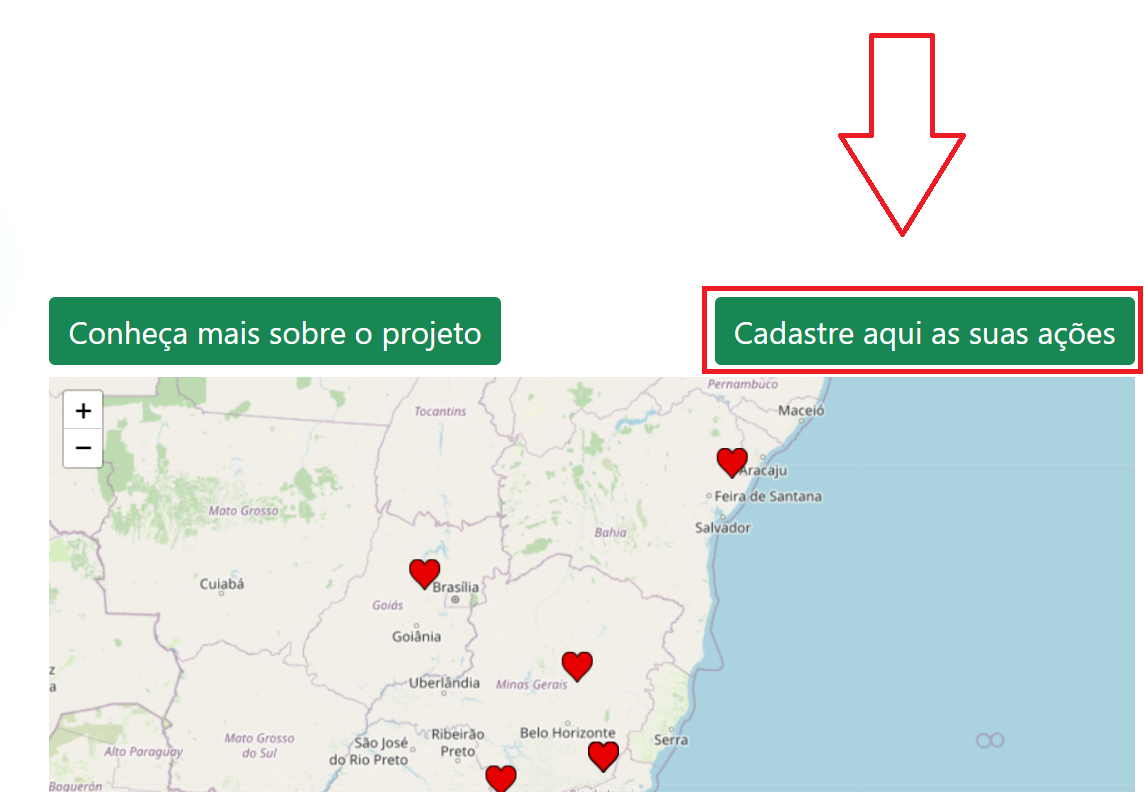 Conheça mais sobre o projeto
Cadastre aqui as suas ações
+
−
Pernambuco
Maceió
Tocantins
Aracaju
Feira de Santana
Mato Grosso
Salvador
Bahia
Cuiabá
Brasília
Goiás
Goiânia
Uberlândia
Minas Gerais
Belo Horizonte
Serra
Ribeirão
Preto
São José
do Rio Preto
Mato Grosso
do Sul
Alto Paraguay
z
a
Boquerón